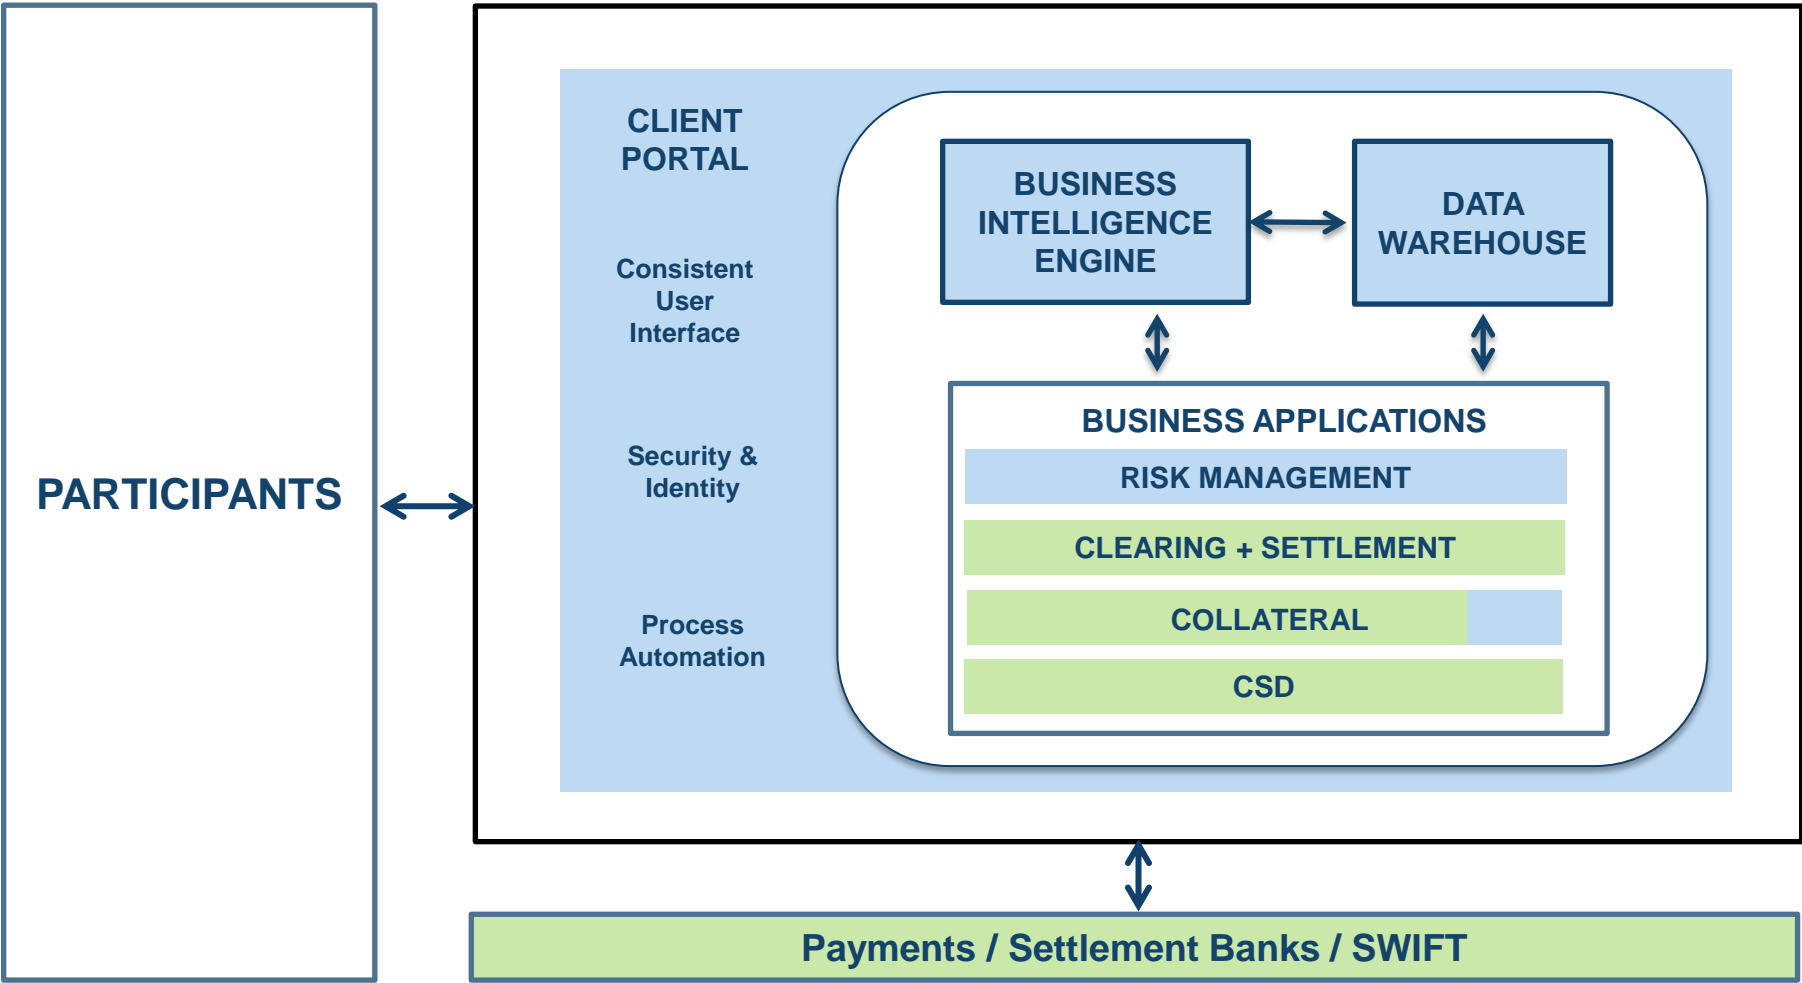 PARTICIPANTS
CLIENT
PORTAL
Consistent
User
Interface
Security &
Identity
Process
Automation
BUSINESS
INTELLIGENCE
ENGINE
DATA
WAREHOUSE
BUSINESS APPLICATIONS
RISK MANAGEMENT
CLEARING + SETTLEMENT
COLLATERAL
CSD
Payments / Settlement Banks / SWIFT